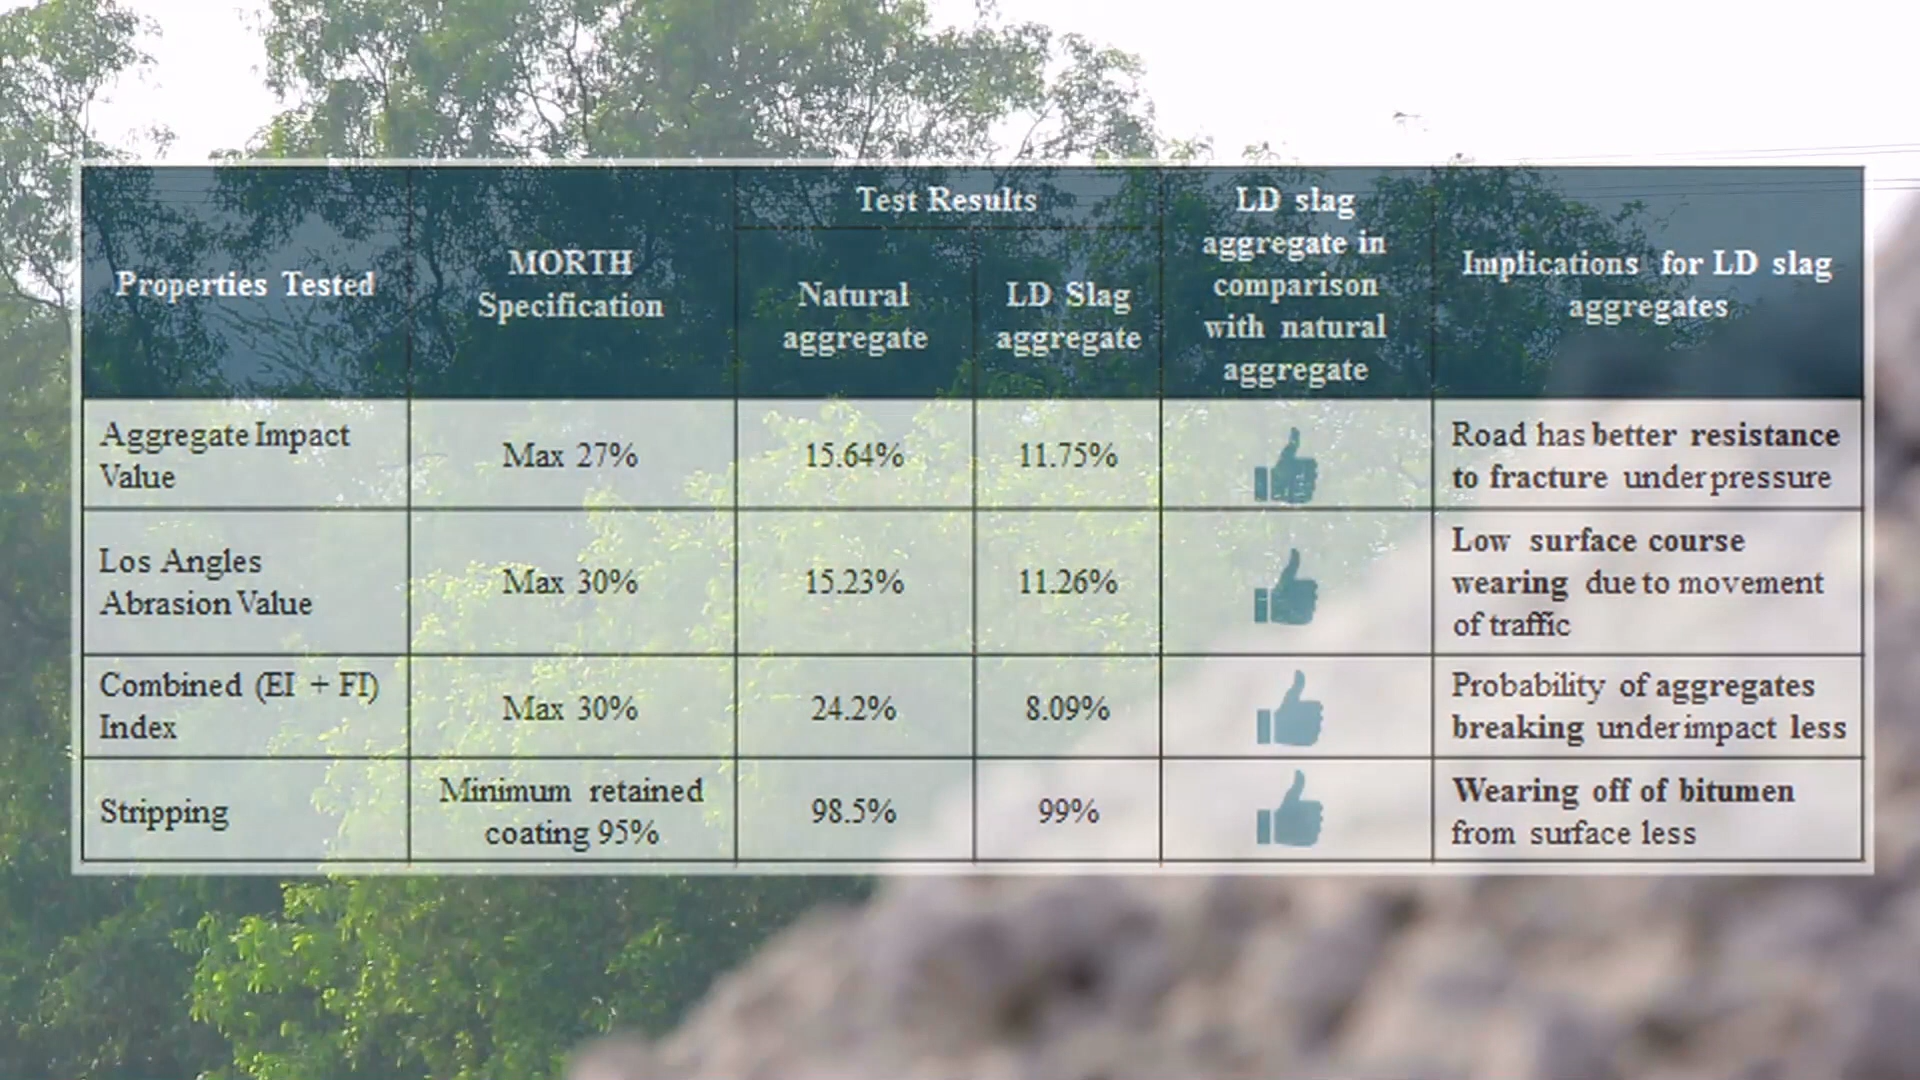 Properties Tested
MORTH
Specification
Test Results
Natural
aggregate
LD Slag
aggregate
LD slag
aggregate in
comparison
with natural
aggregate
Implications for LD slag
aggregates
Aggregate Impact
Value
Max 27%
15.64%
11.75%
Road has better resistance
to fracture under pressure
Los Angles
Abrasion Value
Max 30%
15.23%
11.26%
Low surface course
wearing due to movement
of traffic
Combined (EI + FI)
Index
Max 30%
24.2%
8.09%
Probability of aggregates
breaking under impact less
Stripping
Minimum retained
coating 95%
98.5%
99%
Wearing off of bitumen
from surface less